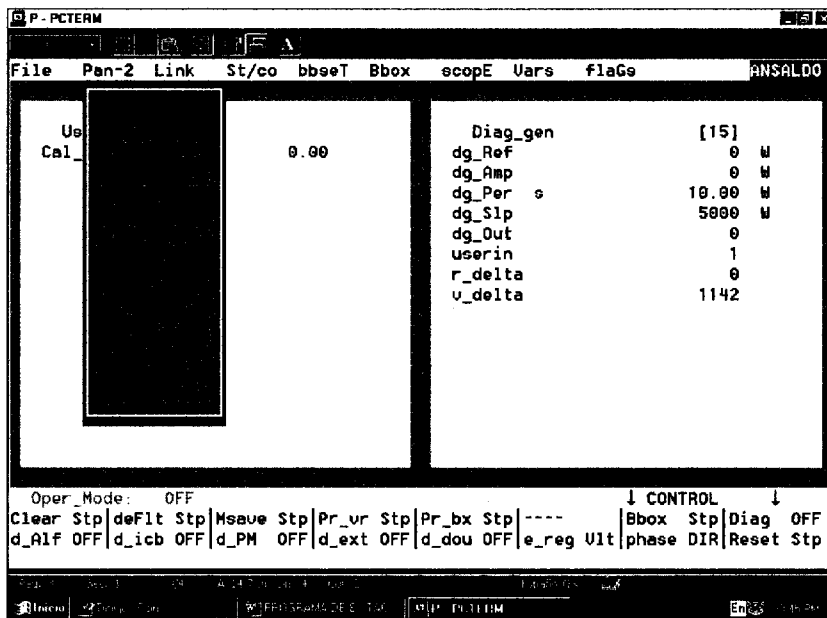 P - PCTERM
A
File Pan-2 Link St/co bbseT Bbox scopE Vars flaGs ANSALDO
Us
Cal_ 0.00
Diag_gen [15]
dg_Ref 0 W
dg_Amp 0 W
dg_Per s 10.00 W
dg_Slp 5000 W
dg_Out 0
userin 1
r_delta 0
v_delta 1142
Oper_Mode: OFF ↓ CONTROL ↓
Clear Stp|deFlt Stp|Msave Stp|Pr_vr Stp|Pr_bx Stp|---- |Bbox Stp|Diag OFF
d_Alf OFF|d_icb OFF|d_PM OFF|d_ext OFF|d_dou OFF|e_reg Vlt|phase DIR|Reset Stp
Inicio P - PCTERM En